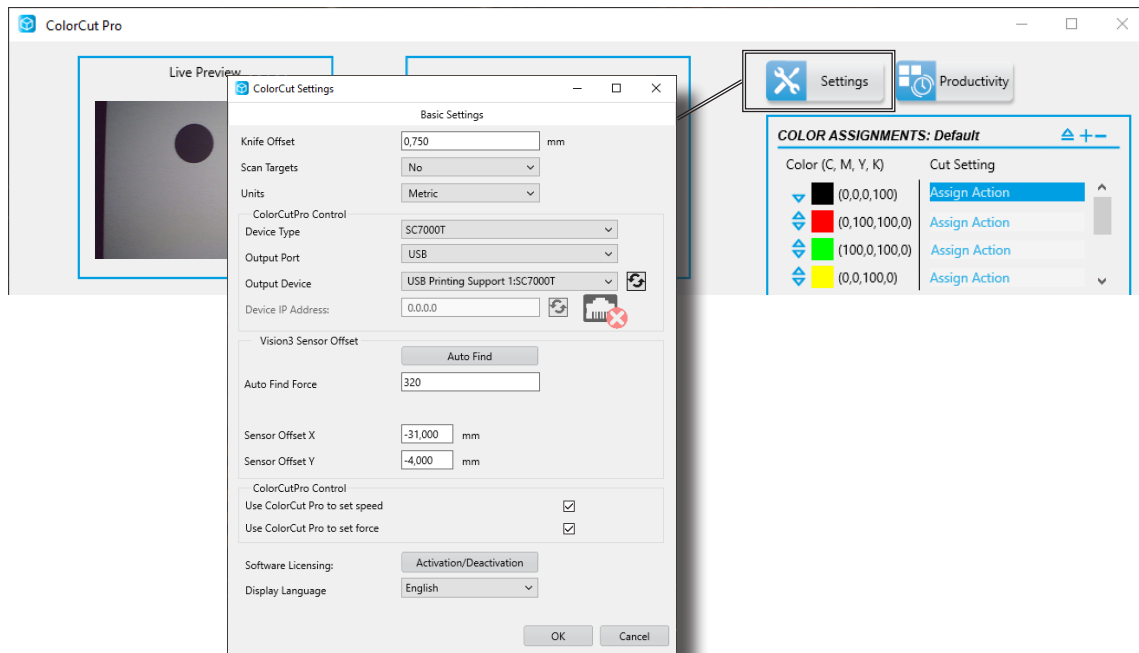 ColorCut Pro
Live Preview
Settings
Productivity
COLOR ASSIGNMENTS: Default
Color (C, M, Y, K) Cut Setting
(0,0,0,100) Assign Action
(0,100,100,0) Assign Action
(100,0,100,0) Assign Action
(0,0,100,0) Assign Action
ColorCut Settings
Basic Settings
Knife Offset 0,750 mm
Scan Targets No
Units Metric
ColorCutPro Control
Device Type SC7000T
Output Port USB
Output Device USB Printing Support 1:SC7000T
Device IP Address: 0.0.0.0
Vision3 Sensor Offset
Auto Find
Auto Find Force 320
Sensor Offset X -31,000 mm
Sensor Offset Y -4,000 mm
ColorCutPro Control
Use ColorCut Pro to set speed
Use ColorCut Pro to set force
Software Licensing: Activation/Deactivation
Display Language English
OK Cancel